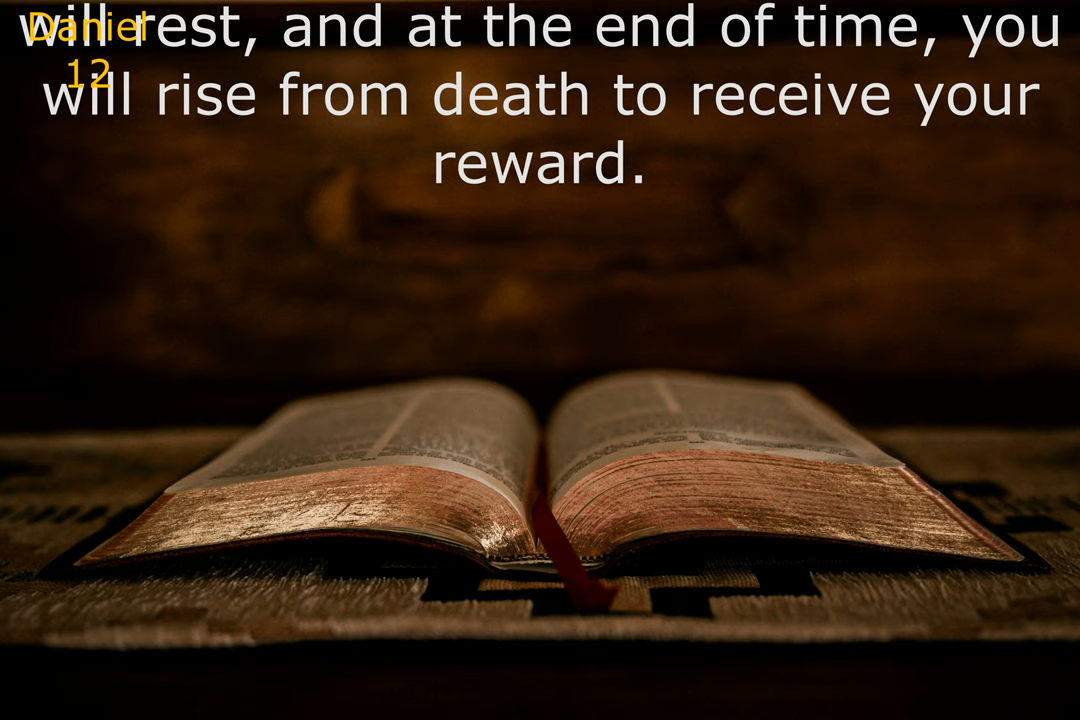 Daniel
12
will rest, and at the end of time, you
will rise from death to receive your
reward.